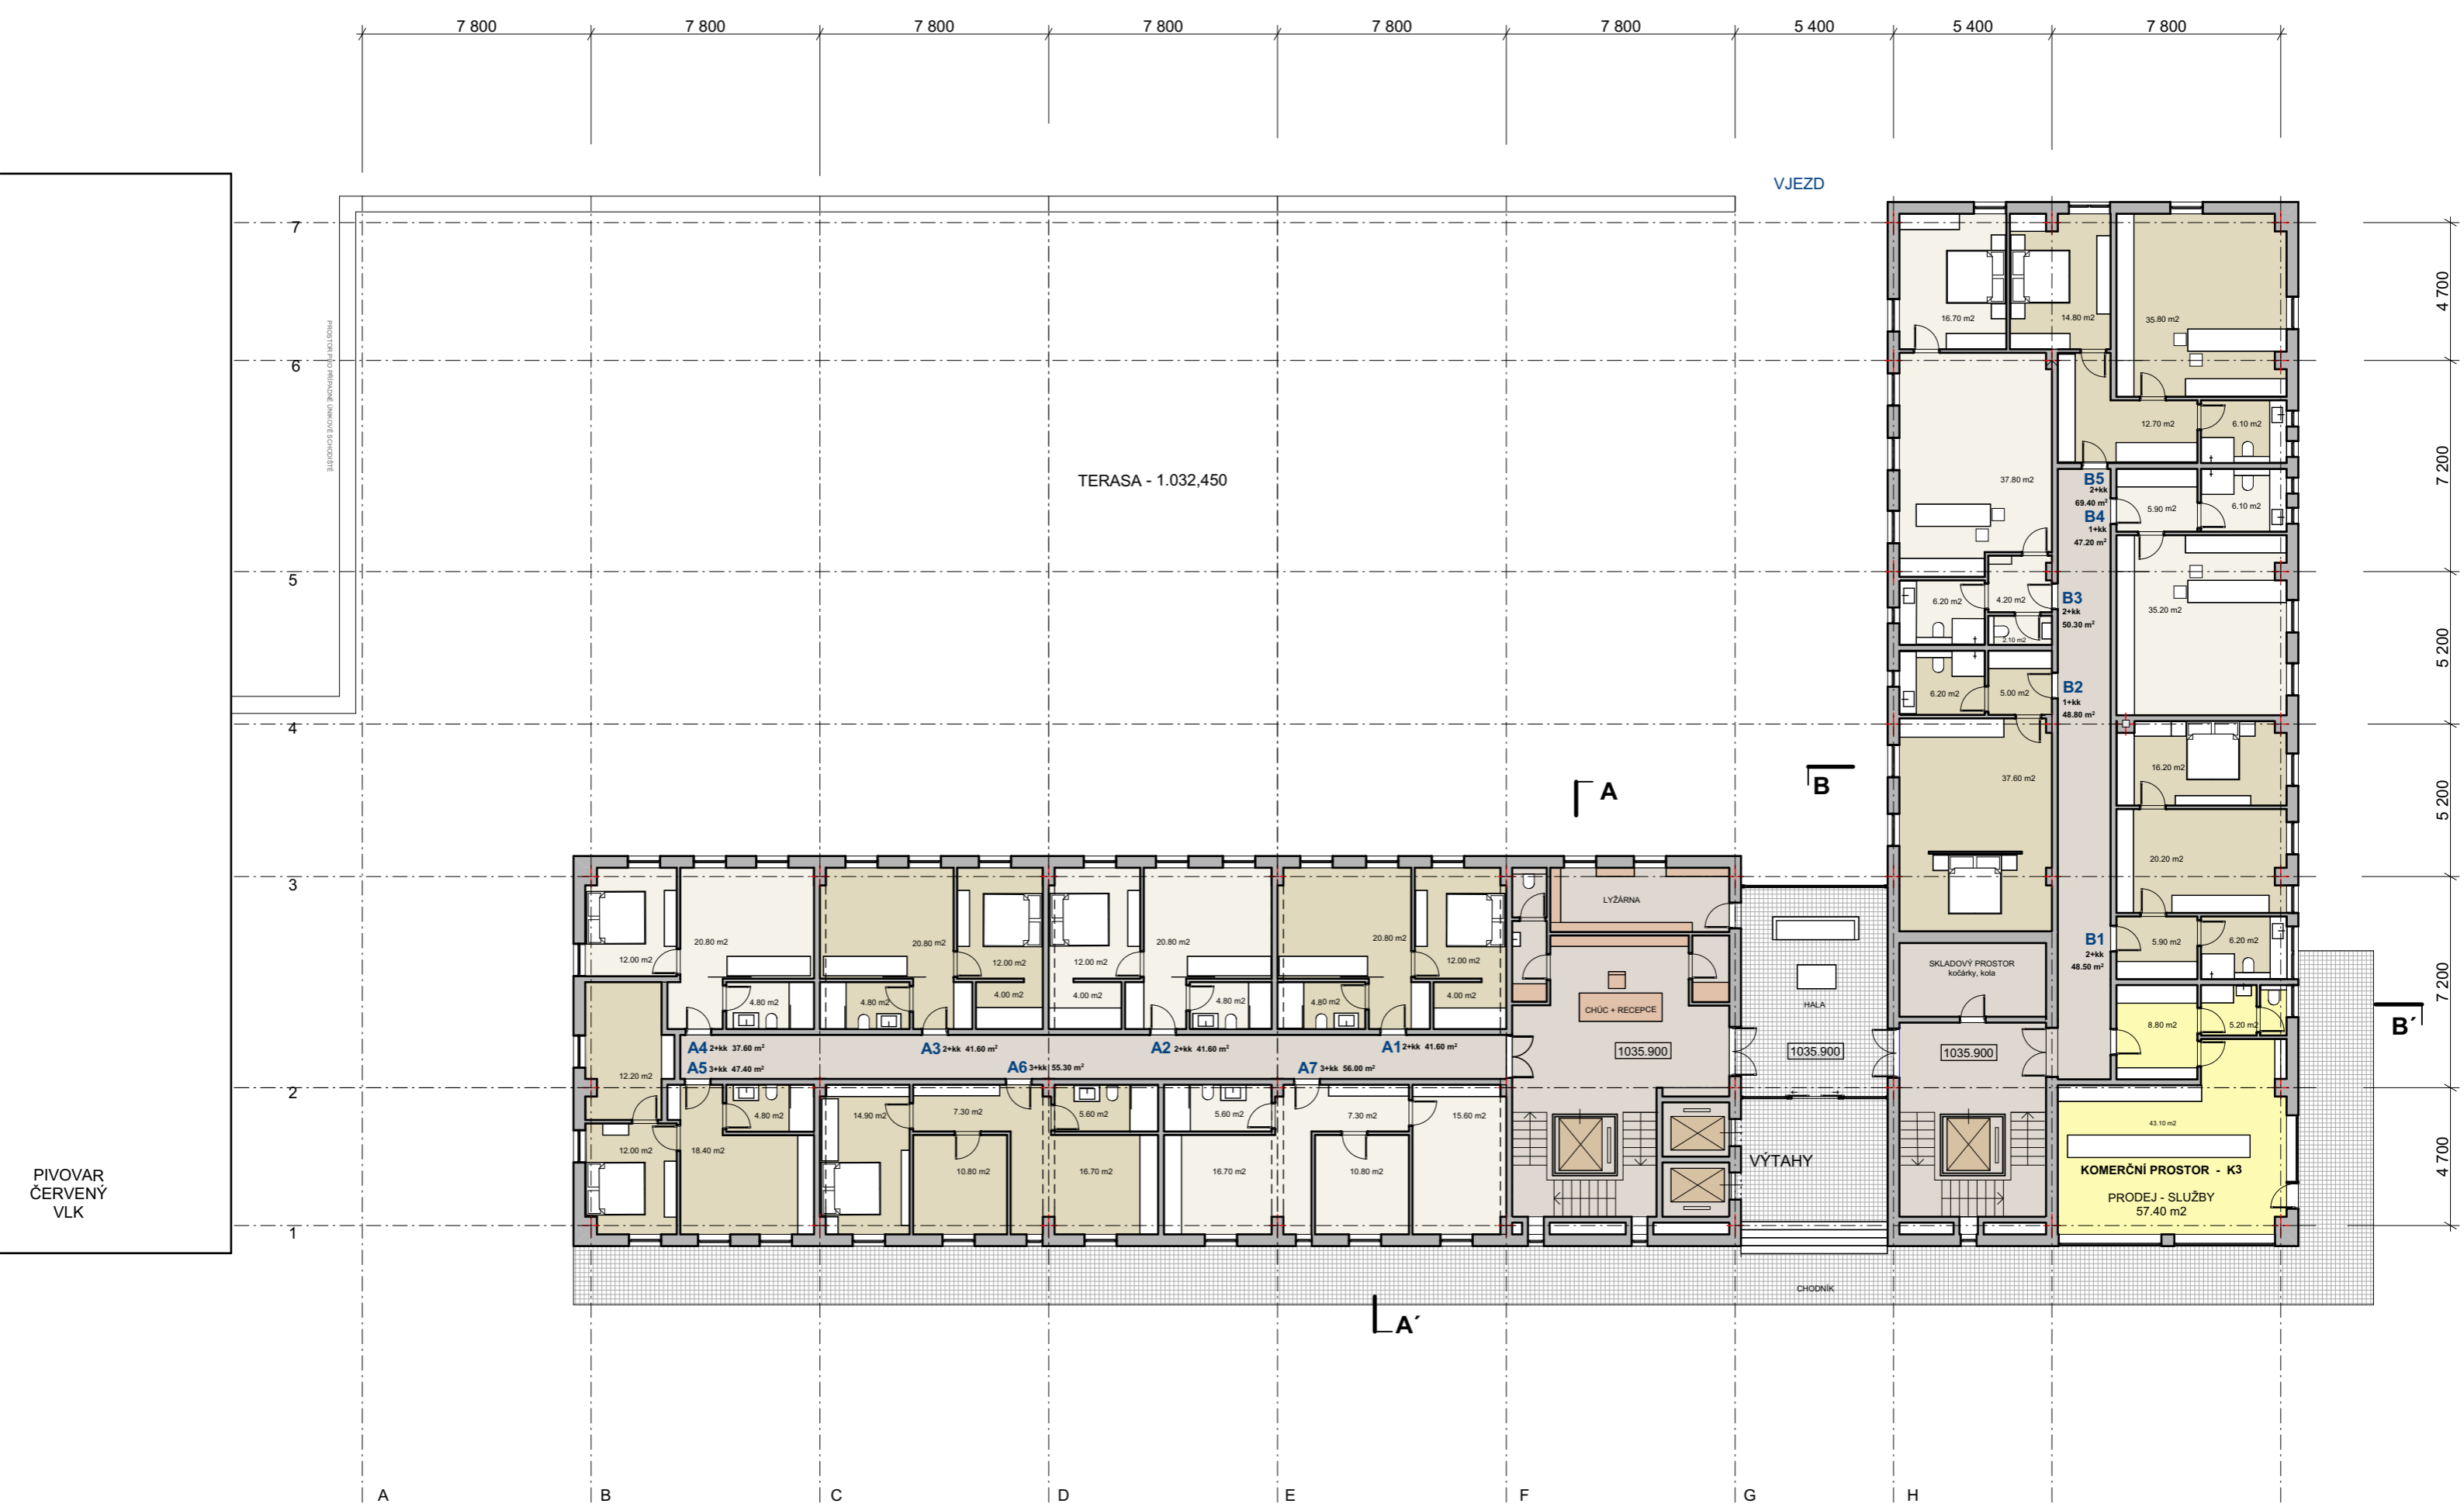 7 800
7 800
7 800
7 800
7 800
7 800
5 400
5 400
7 800
VJEZD
7
6
5
4
3
2
1
4 700
7 200
5 200
5 200
7 200
4 700
PROSTOR PRO PŘÍPADNÉ ÚNIKOVÉ SCHODIŠTĚ
TERASA - 1.032,450
PIVOVAR
ČERVENÝ
VLK
16.70 m2
14.80 m2
35.80 m2
12.70 m2
6.10 m2
37.80 m2
B5
2+kk
69.40 m²
B4
1+kk
47.20 m²
5.90 m2
6.10 m2
6.20 m2
4.20 m2
2.10 m2
B3
2+kk
50.30 m²
35.20 m2
6.20 m2
5.00 m2
B2
1+kk
48.80 m²
37.60 m2
16.20 m2
20.20 m2
B1
2+kk
48.50 m²
5.90 m2
6.20 m2
SKLADOVÝ PROSTOR
kočárky, kola
8.80 m2
5.20 m2
43.10 m2
KOMERČNÍ PROSTOR - K3
PRODEJ - SLUŽBY
57.40 m2
A
B
B´
A´
LYŽÁRNA
CHÚC + RECEPCE
HALA
1035.900
1035.900
1035.900
VÝTAHY
CHODNÍK
12.00 m2
20.80 m2
4.80 m2
20.80 m2
12.00 m2
4.80 m2
4.00 m2
12.00 m2
20.80 m2
4.00 m2
4.80 m2
20.80 m2
12.00 m2
4.80 m2
4.00 m2
A4 2+kk 37.60 m²
A3 2+kk 41.60 m²
A2 2+kk 41.60 m²
A1 2+kk 41.60 m²
A5 3+kk 47.40 m²
A6 3+kk 55.30 m²
A7 3+kk 56.00 m²
12.20 m2
12.00 m2
18.40 m2
4.80 m2
14.90 m2
7.30 m2
10.80 m2
5.60 m2
16.70 m2
5.60 m2
16.70 m2
7.30 m2
10.80 m2
15.60 m2
A
B
C
D
E
F
G
H